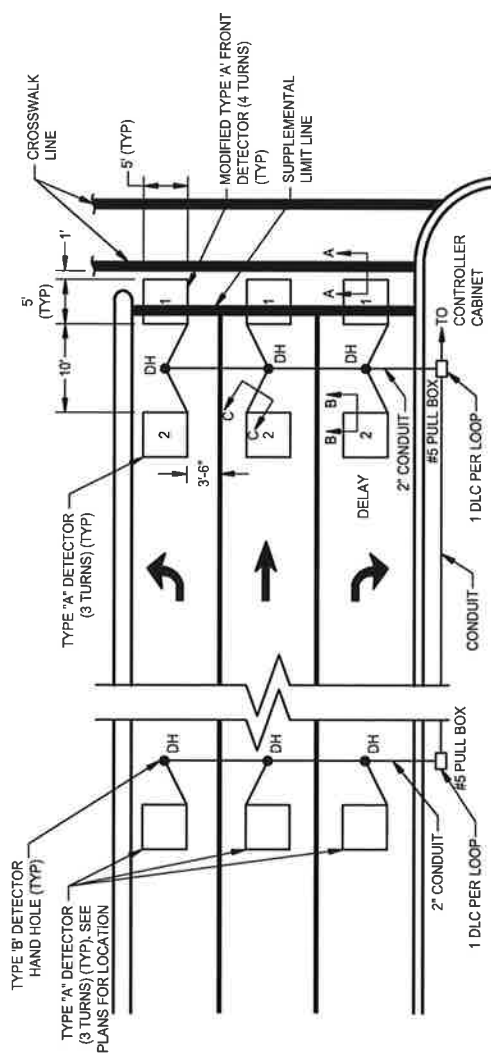 CROSSWALK
LINE
5' (TYP)
1'
5'
(TYP)
10'
MODIFIED TYPE 'A' FRONT
DETECTOR (4 TURNS)
(TYP)
SUPPLEMENTAL
LIMIT LINE
TYPE "A" DETECTOR
(3 TURNS) (TYP)
TYPE 'B' DETECTOR
HAND HOLE (TYP)
TYPE "A" DETECTOR
(3 TURNS) (TYP). SEE
PLANS FOR LOCATION
DH
DH
DH
DH
DH
DH
2
2
2
1
1
1
3'-6"
C
C
B
B
A
A
DELAY
2" CONDUIT
#5 PULL BOX
1 DLC PER LOOP
CONDUIT
2" CONDUIT
#5 PULL BOX
1 DLC PER LOOP
TO
CONTROLLER
CABINET